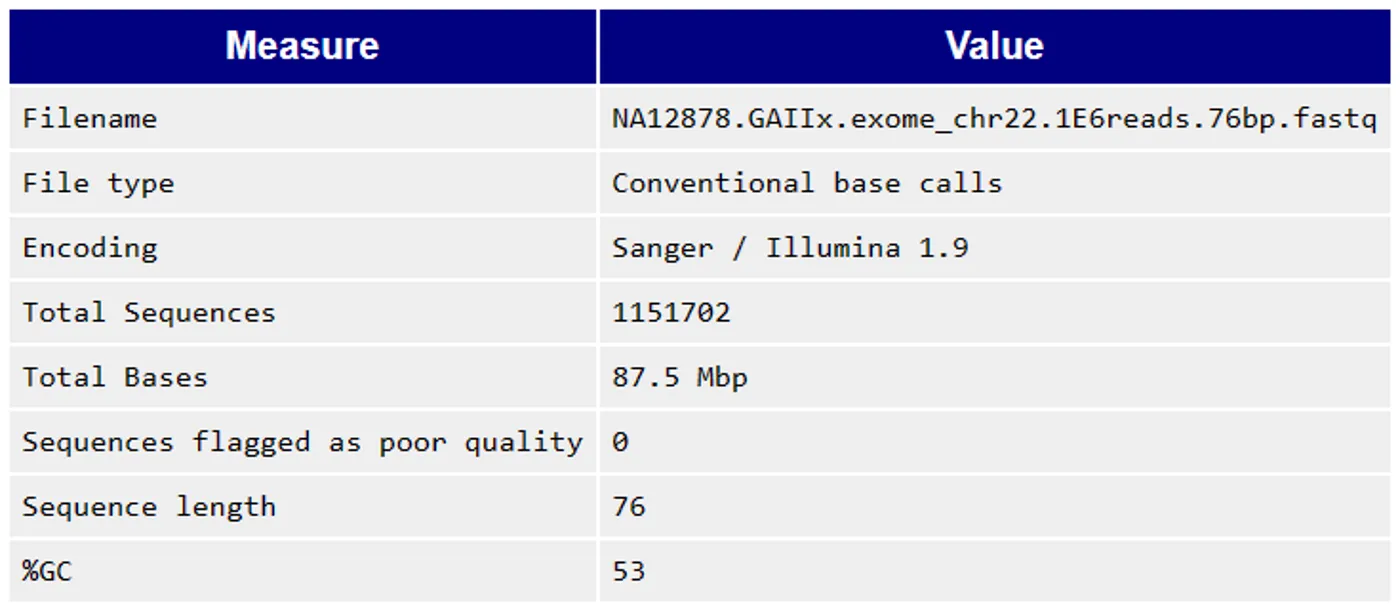 Measure Value
Filename NA12878.GAIIx.exome_chr22.1E6reads.76bp.fastq
File type Conventional base calls
Encoding Sanger / Illumina 1.9
Total Sequences 1151702
Total Bases 87.5 Mbp
Sequences flagged as poor quality 0
Sequence length 76
%GC 53